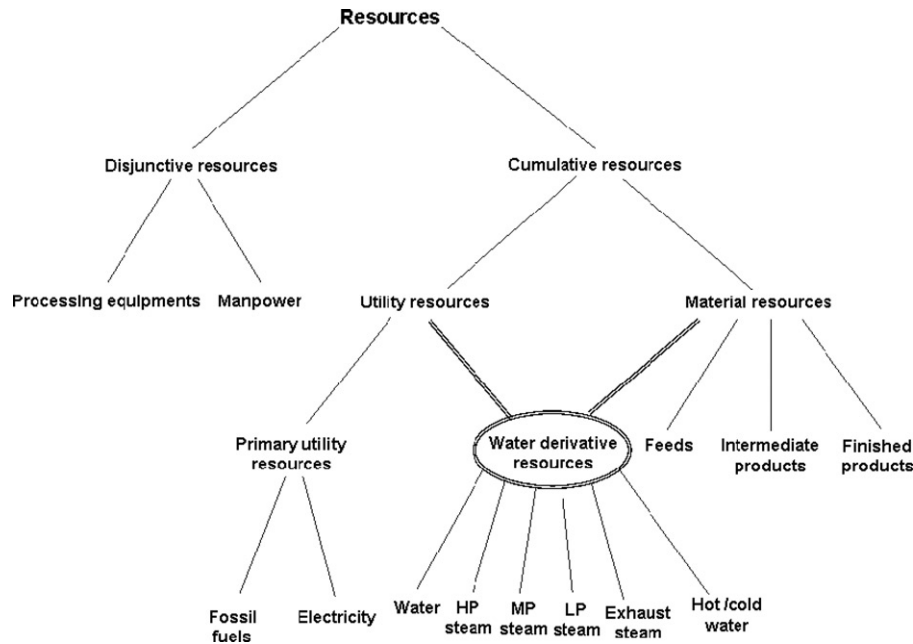 Resources
Disjunctive resources
Cumulative resources
Processing equipments
Manpower
Utility resources
Material resources
Primary utility
resources
Water derivative
resources
Feeds
Intermediate
products
Finished
products
Fossil
fuels
Electricity
Water
HP
steam
MP
steam
LP
steam
Exhaust
steam
Hot /cold
water